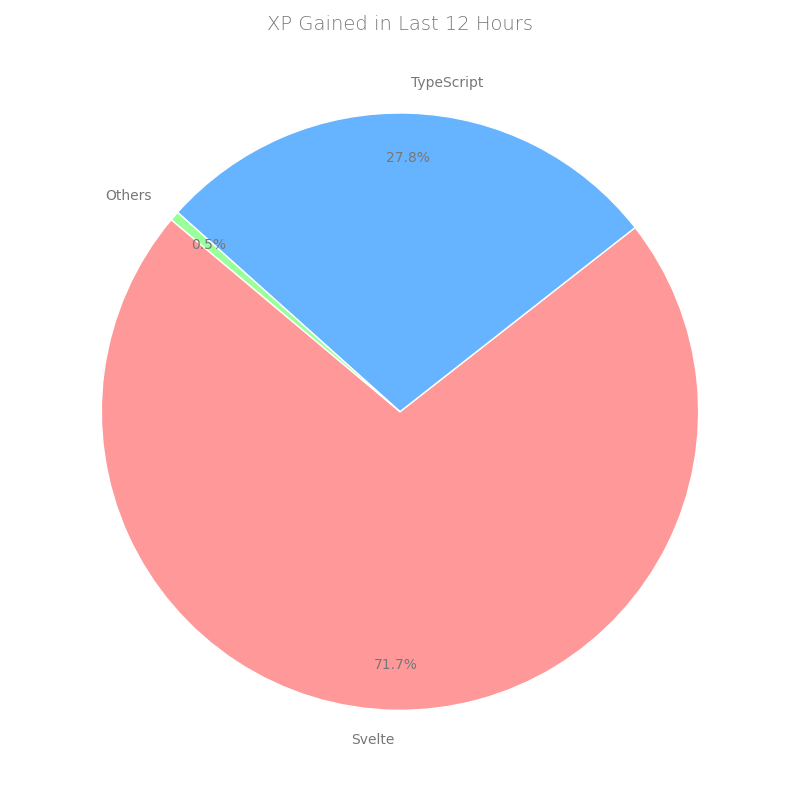 XP Gained in Last 12 Hours
TypeScript
27.8%
Others
0.5%
71.7%
Svelte